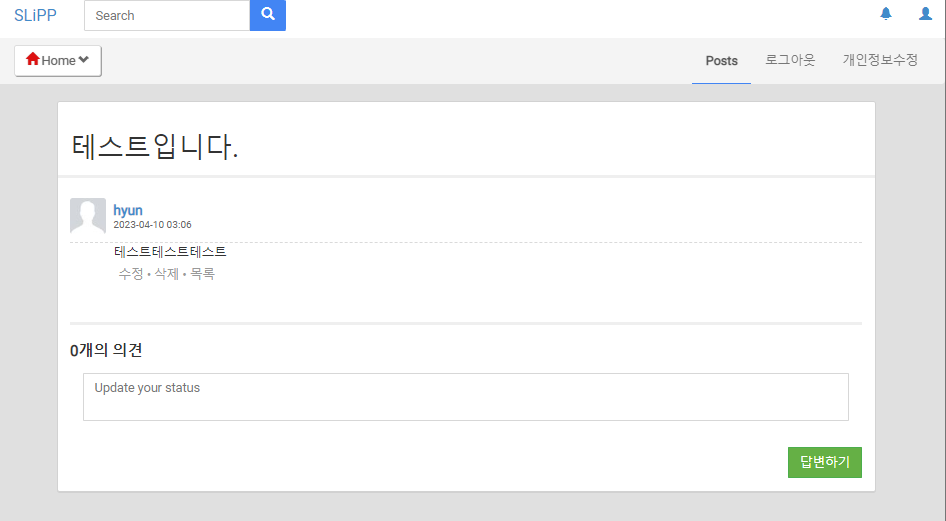 SLiPP Search
Home Posts 로그아웃 개인정보수정
테스트입니다.
hyun
2023-04-10 03:06
테스트테스트테스트
수정 • 삭제 • 목록
0개의 의견
Update your status
답변하기